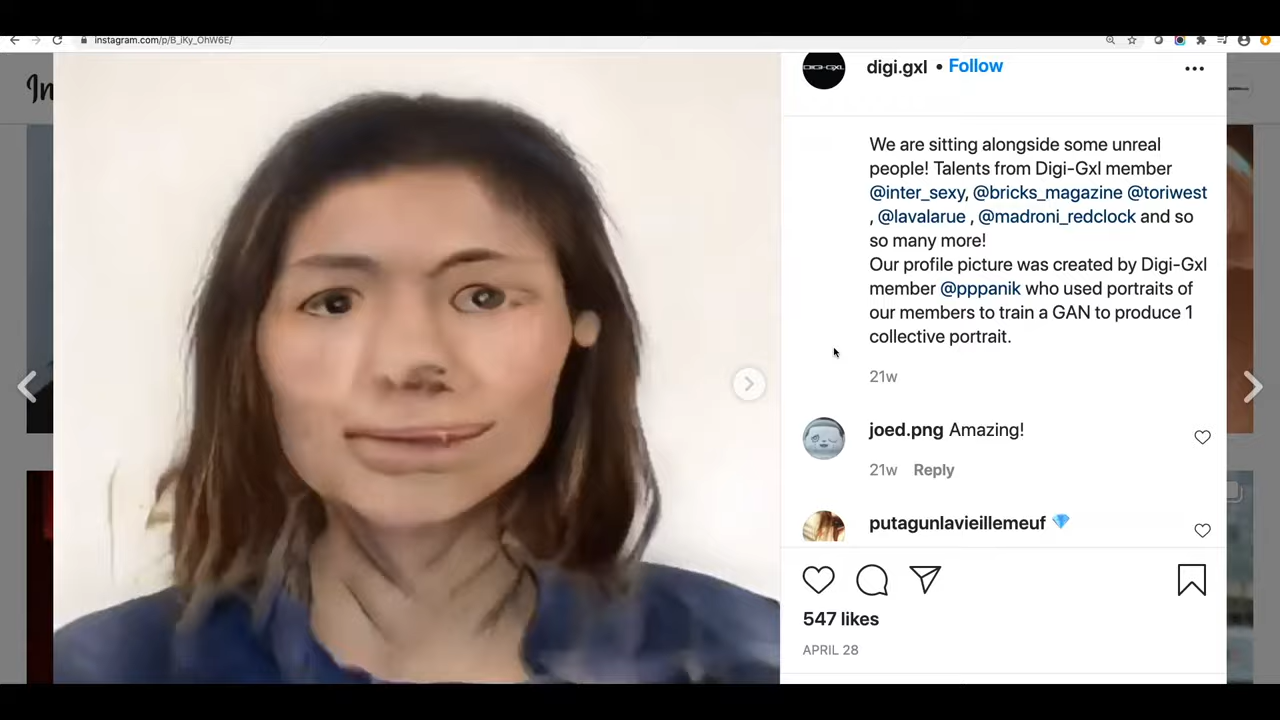 instagram.com/p/B_iKy_OhW6E/
In
DIGI-GXL
digi.gxl • Follow
We are sitting alongside some unreal
people! Talents from Digi-Gxl member
@inter_sexy, @bricks_magazine @toriwest
, @lavalarue , @madroni_redclock and so
so many more!
Our profile picture was created by Digi-Gxl
member @pppanik who used portraits of
our members to train a GAN to produce 1
collective portrait.
21w
joed.png Amazing!
21w Reply
putagunlavieillemeuf 💎
547 likes
APRIL 28